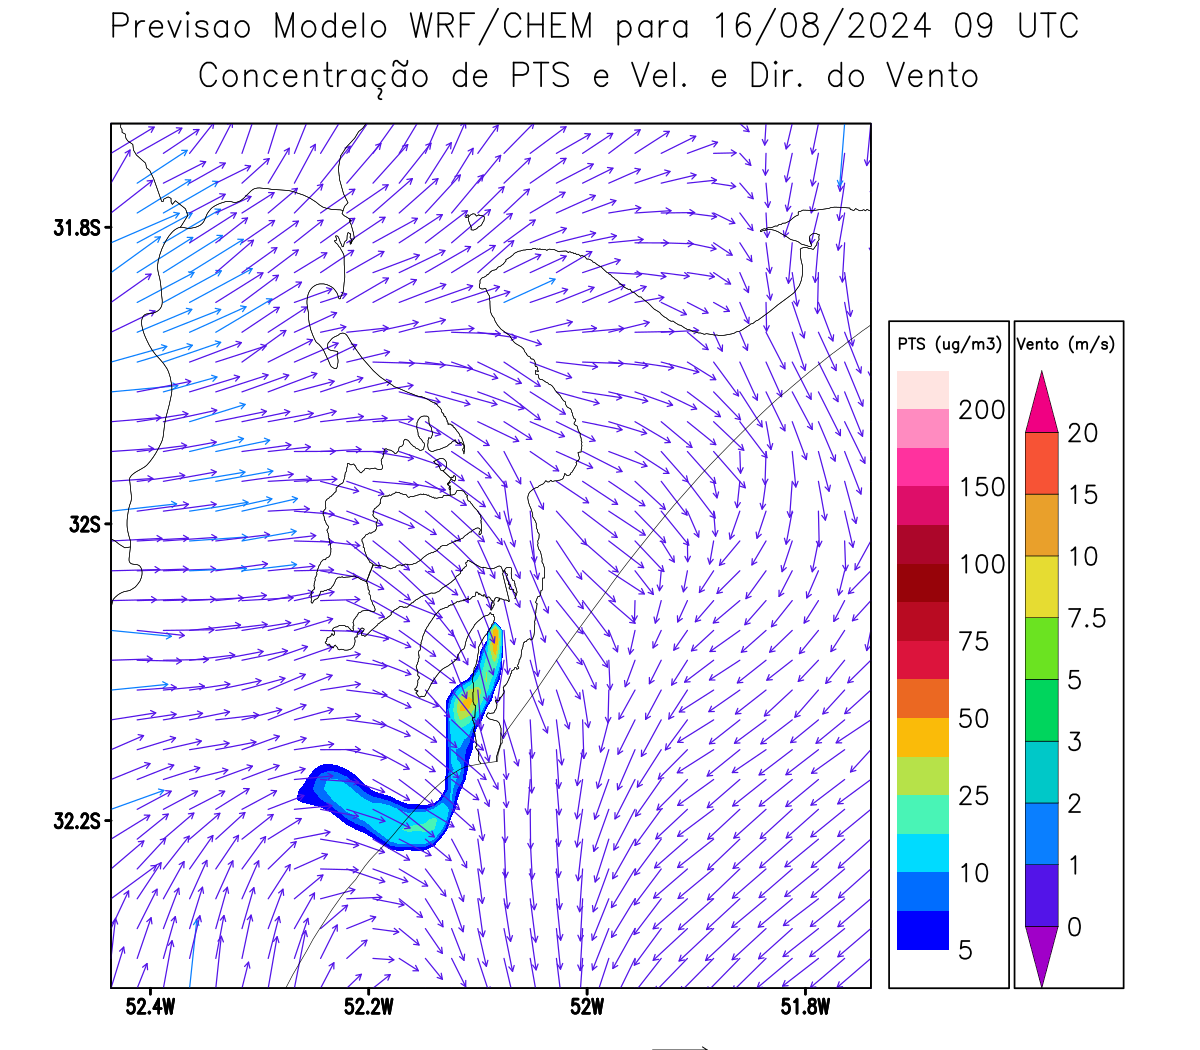 Previsao Modelo WRF/CHEM para 16/08/2024 09 UTC
Concentração de PTS e Vel. e Dir. do Vento
31.8S
32S
32.2S
52.4W 52.2W 52W 51.8W
PTS (ug/m3)
200
150
100
75
50
25
10
5
Vento (m/s)
20
15
10
7.5
5
3
2
1
0